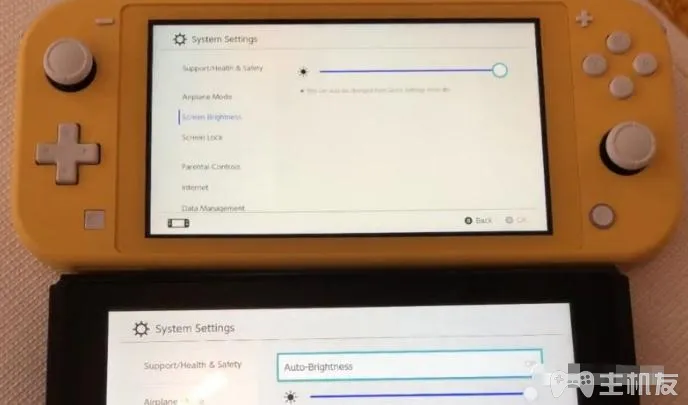 System Settings
Support/Health & Safety
Airplane Mode
Screen Brightness
Screen Lock
Parental Controls
Internet
Data Management
Back
OK
System Settings
Support/Health & Safety
Auto-Brightness
Airplane
主机友